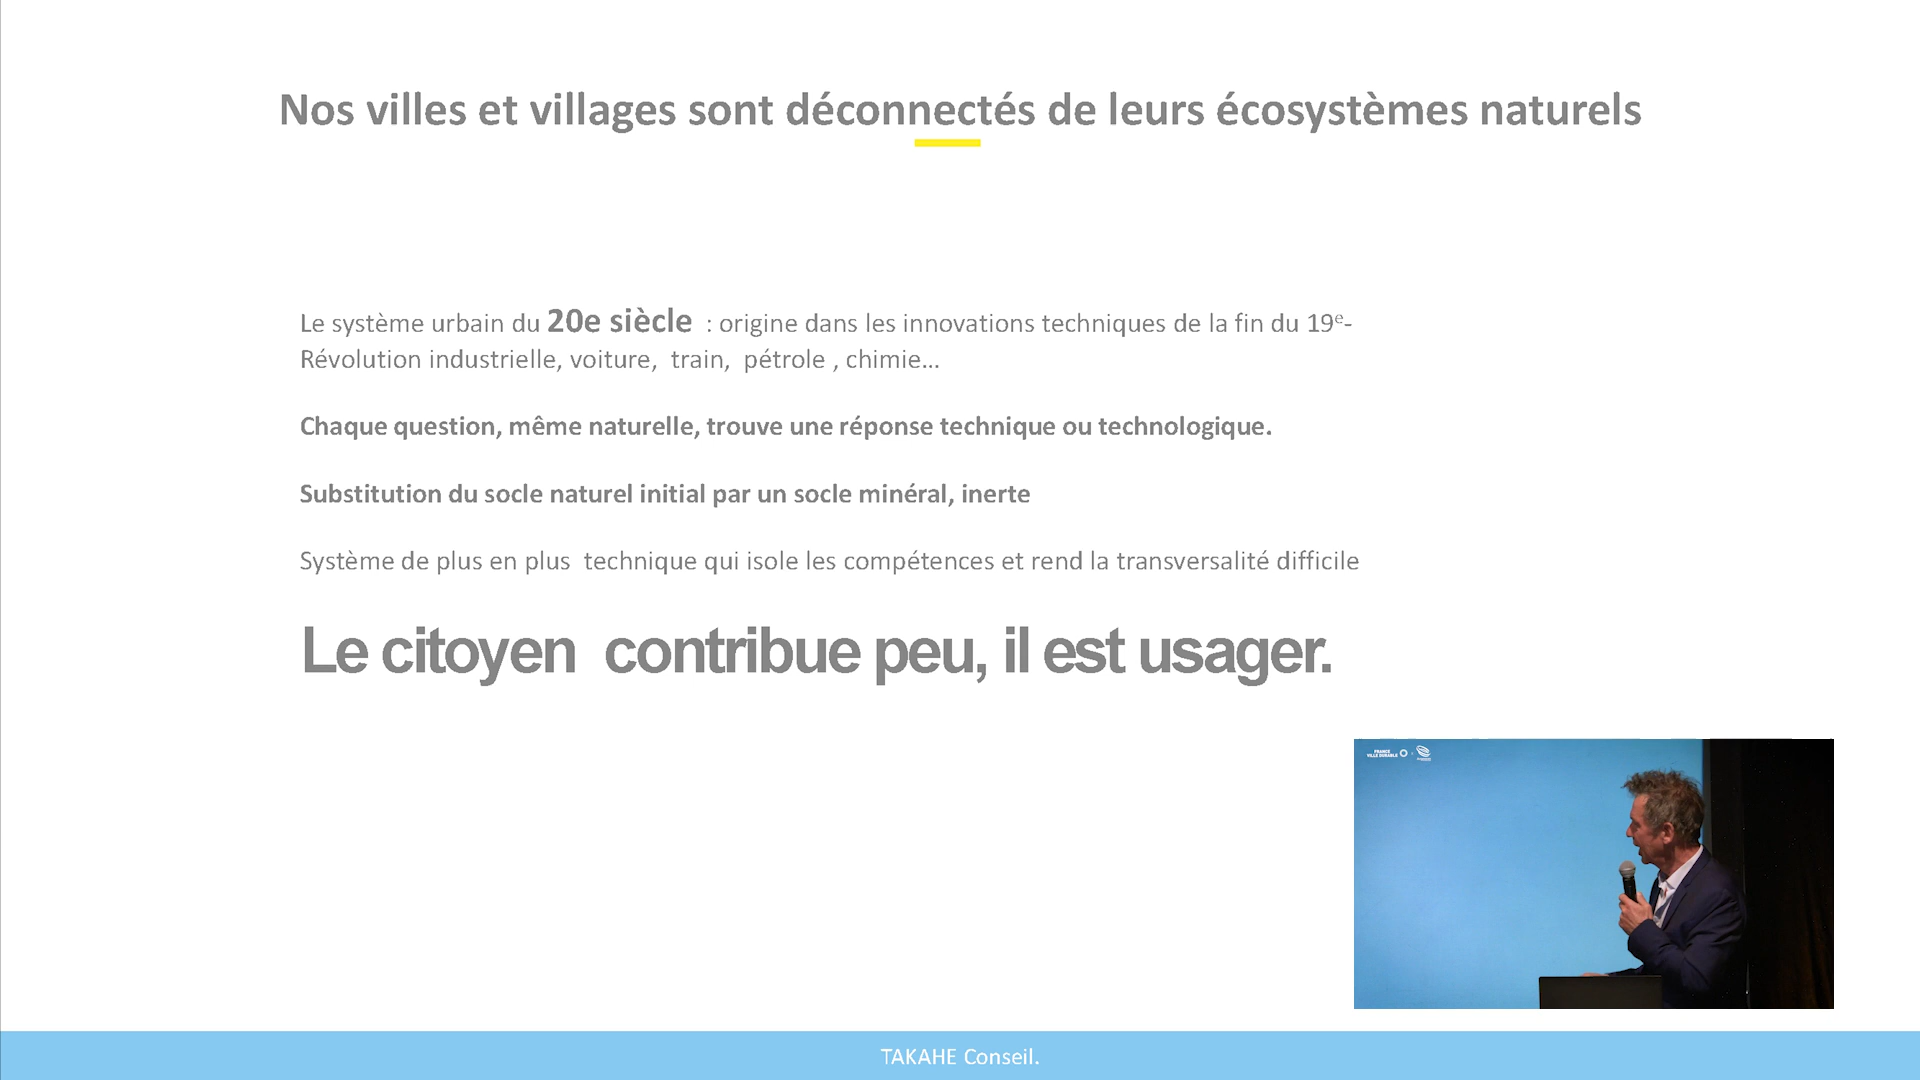 Nos villes et villages sont déconnectés de leurs écosystèmes naturels
Le système urbain du 20e siècle : origine dans les innovations techniques de la fin du 19e-
Révolution industrielle, voiture, train, pétrole , chimie...
Chaque question, même naturelle, trouve une réponse technique ou technologique.
Substitution du socle naturel initial par un socle minéral, inerte
Système de plus en plus technique qui isole les compétences et rend la transversalité difficile
Le citoyen contribue peu, il est usager.
FRANCE
VILLE DURABLE
TAKAHE Conseil.